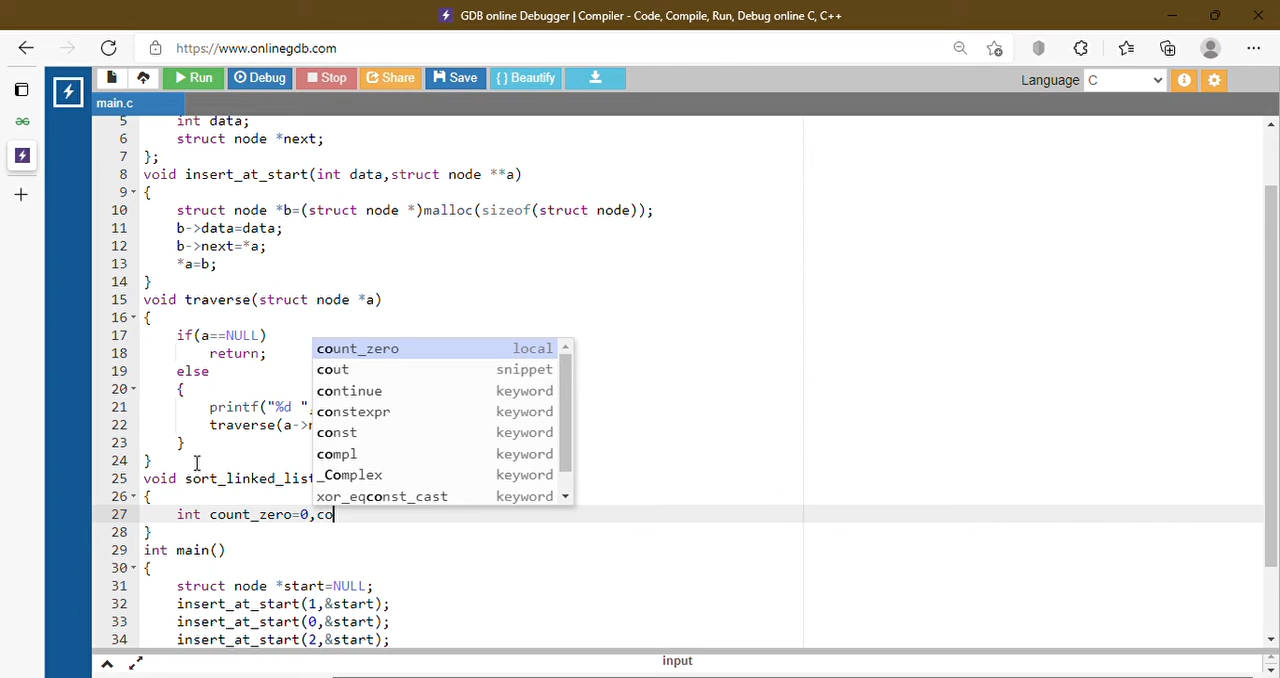 GDB online Debugger | Compiler - Code, Compile, Run, Debug online C, C++
https://www.onlinegdb.com
Run Debug Stop Share Save { } Beautify Language C
main.c
5 int data;
6 struct node *next;
7 };
8 void insert_at_start(int data,struct node **a)
9 {
10 struct node *b=(struct node *)malloc(sizeof(struct node));
11 b->data=data;
12 b->next=*a;
13 *a=b;
14 }
15 void traverse(struct node *a)
16 {
17 if(a==NULL)
18 return;
19 else
20 {
21 printf("%d ",
22 traverse(a->n
23 }
24 }
25 void sort_linked_list
26 {
27 int count_zero=0,co
28 }
29 int main()
30 {
31 struct node *start=NULL;
32 insert_at_start(1,&start);
33 insert_at_start(0,&start);
34 insert_at_start(2,&start);
count_zero local
cout snippet
continue keyword
constexpr keyword
const keyword
compl keyword
_Complex keyword
xor_eqconst_cast keyword
input